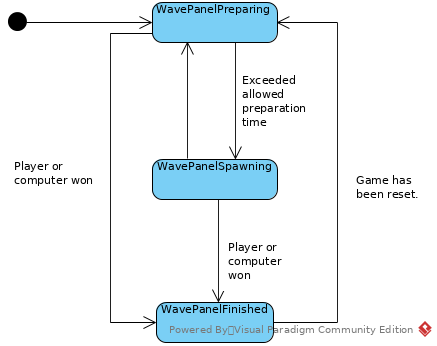 WavePanelPreparing
Exceeded
allowed
preparation
time
Player or
computer won
WavePanelSpawning
Game has
been reset.
Player or
computer
won
WavePanelFinished
Powered By Visual Paradigm Community Edition